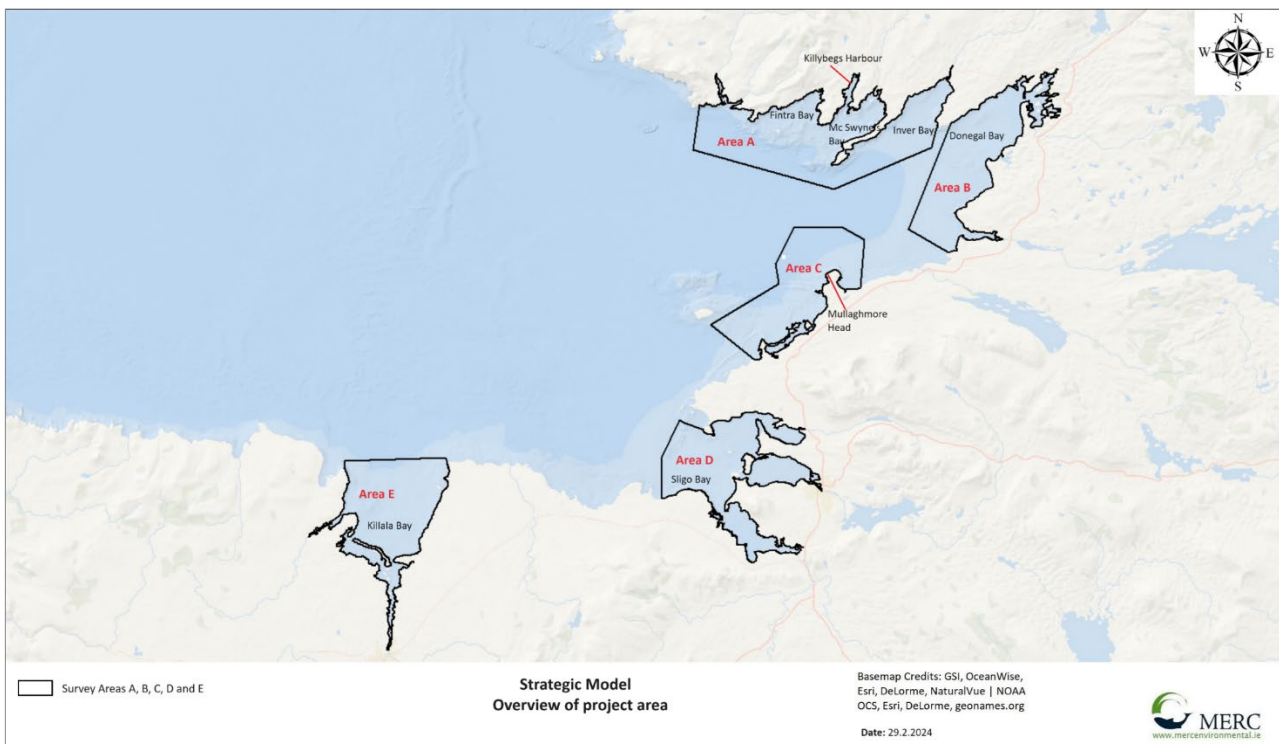 N
W
E
S
Killybegs Harbour
Fintra Bay
Mc Swyne's
Bay
Inver Bay
Donegal Bay
Area A
Area B
Area C
Mullaghmore
Head
Area D
Sligo Bay
Area E
Killala Bay
Survey Areas A, B, C, D and E
Strategic Model
Overview of project area
Basemap Credits: GSI, OceanWise,
Esri, DeLorme, NaturalVue | NOAA
OCS, Esri, DeLorme, geonames.org
Date: 29.2.2024
MERC
www.mercenvironmental.ie